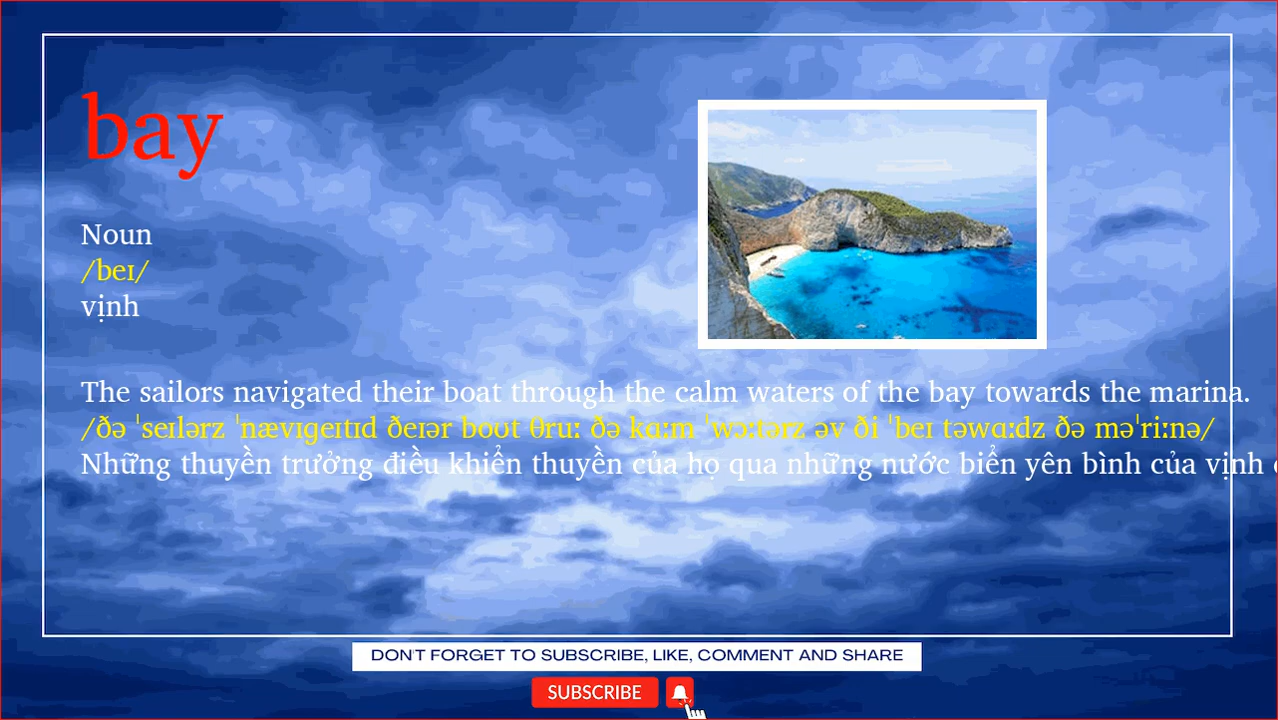 bay
Noun
/beɪ/
vịnh
The sailors navigated their boat through the calm waters of the bay towards the marina.
/ðə ˈseɪlərz ˈnævɪɡeɪtɪd ðeɪər boʊt θruː ðə kɑːm ˈwɔːtərz əv ði ˈbeɪ təwɑːdz ðə məˈriːnə/
Những thuyền trưởng điều khiển thuyền của họ qua những nước biển yên bình của vịnh
DON'T FORGET TO SUBSCRIBE, LIKE, COMMENT AND SHARE
SUBSCRIBE